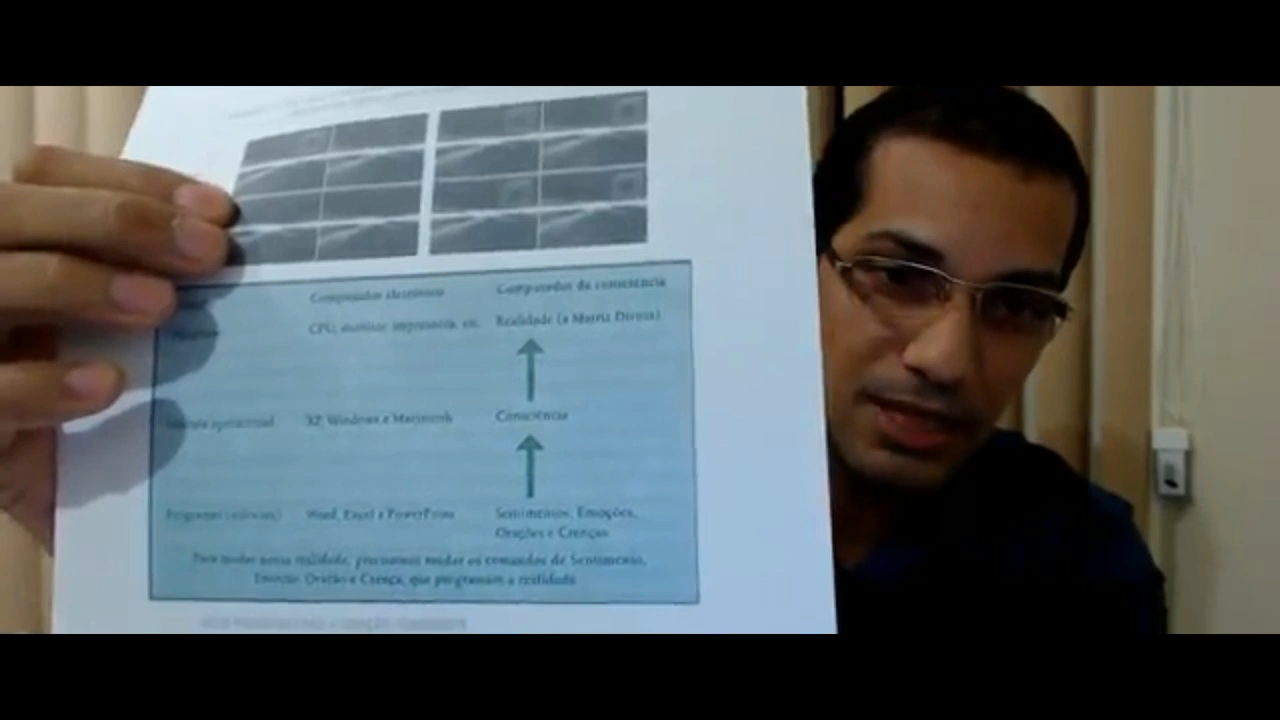 Computador eletrônico Computador da consciência
CPU, monitor, impressora, etc. Realidade (a Matriz Divina)
operacional XP, Windows e Macintosh Consciência
Programas (software) Word, Excel e PowerPoint Sentimentos, Emoções,
Orações e Crenças
Para mudar nossa realidade, precisamos mudar os comandos de Sentimento,
Emoção, Oração e Crença, que programam a realidade